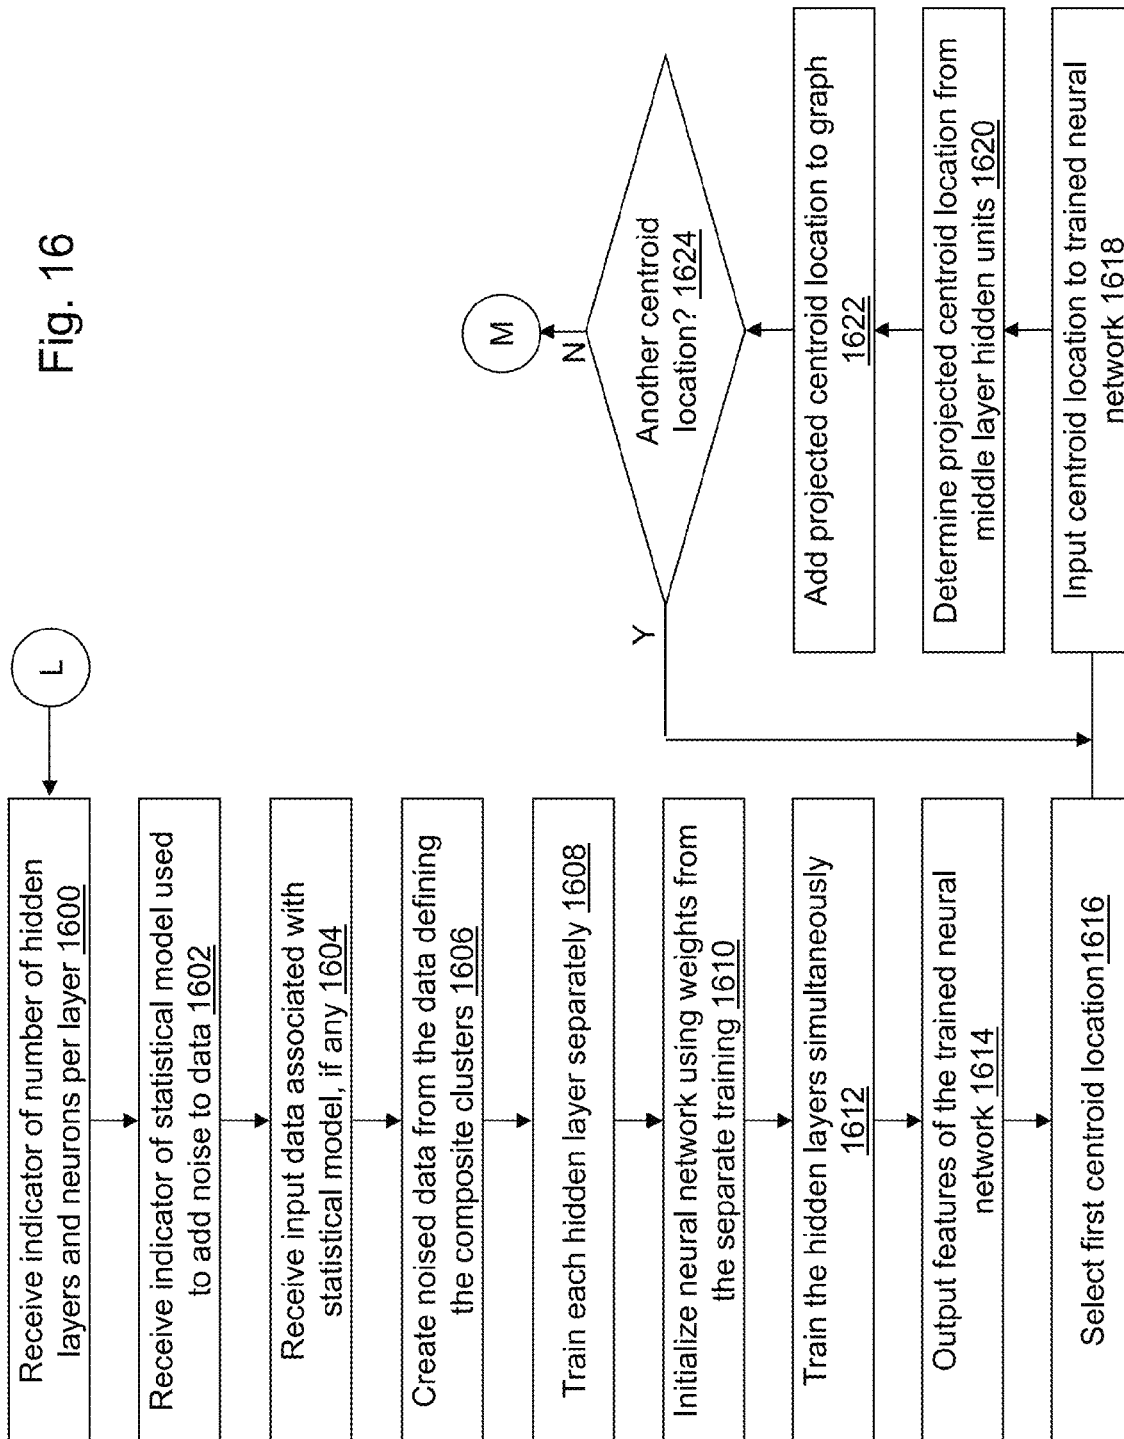 Fig. 16
L
Receive indicator of number of hidden
layers and neurons per layer 1600
Receive indicator of statistical model used
to add noise to data 1602
Receive input data associated with
statistical model, if any 1604
Create noised data from the data defining
the composite clusters 1606
Train each hidden layer separately 1608
Initialize neural network using weights from
the separate training 1610
Train the hidden layers simultaneously
1612
Output features of the trained neural
network 1614
Select first centroid location1616
Input centroid location to trained neural
network 1618
Determine projected centroid location from
middle layer hidden units 1620
Add projected centroid location to graph
1622
Another centroid
location? 1624
Y
N
M